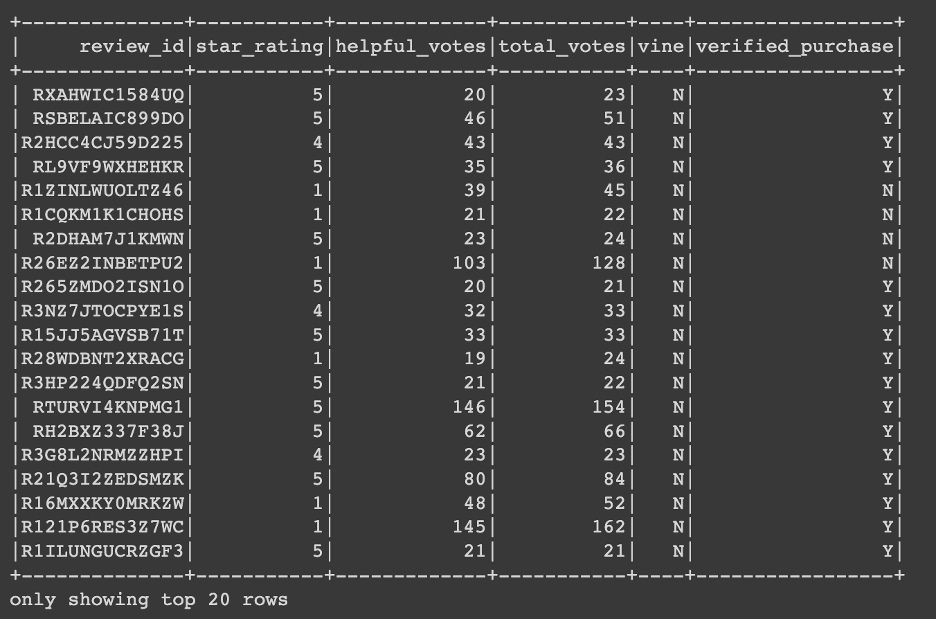 +-------------+-----------+-------------+-----------+----+-----------------+
|    review_id|star_rating|helpful_votes|total_votes|vine|verified_purchase|
+-------------+-----------+-------------+-----------+----+-----------------+
| RXAHWIC1584UQ|          5|           20|         23|   N|                Y|
| RSBELAIC899DO|          5|           46|         51|   N|                Y|
|R2HCC4CJ59D225|          4|           43|         43|   N|                Y|
| RL9VF9WXHEHKR|          5|           35|         36|   N|                Y|
|R1ZINLWUOLTZ46|          1|           39|         45|   N|                N|
|R1CQKM1K1CHOHS|          1|           21|         22|   N|                N|
| R2DHAM7J1KMWN|          5|           23|         24|   N|                N|
|R26EZ2INBETPU2|          1|          103|        128|   N|                N|
|R265ZMDO2ISN1O|          5|           20|         21|   N|                Y|
|R3NZ7JTOCPYE1S|          4|           32|         33|   N|                Y|
|R15JJ5AGVSB71T|          5|           33|         33|   N|                Y|
|R28WDBNT2XRACG|          1|           19|         24|   N|                Y|
|R3HP224QDFQ2SN|          5|           21|         22|   N|                Y|
| RTURVI4KNPMG1|          5|          146|        154|   N|                Y|
| RH2BXZ337F38J|          5|           62|         66|   N|                Y|
|R3G8L2NRMZZHPI|          4|           23|         23|   N|                Y|
|R21Q3I2ZEDSMZK|          5|           80|         84|   N|                Y|
|R16MXXKY0MRKZW|          1|           48|         52|   N|                Y|
|R121P6RES3Z7WC|          1|          145|        162|   N|                Y|
|R1ILUNGUCRZGF3|          5|           21|         21|   N|                Y|
+-------------+-----------+-------------+-----------+----+-----------------+
only showing top 20 rows